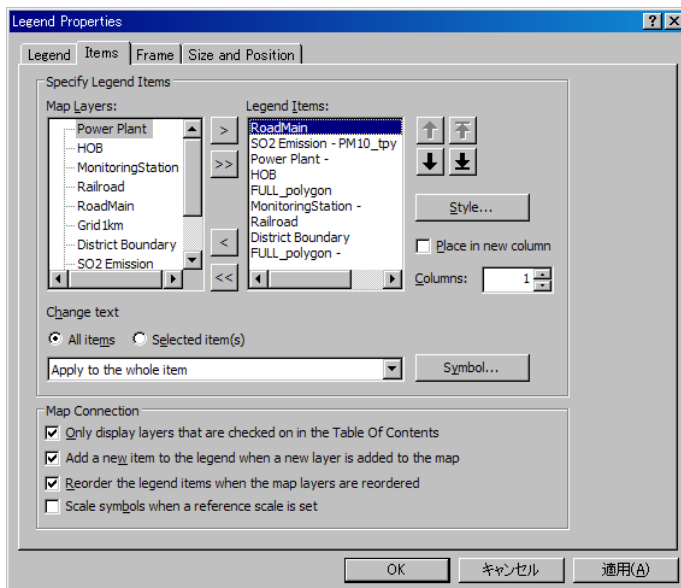 Legend Properties
Legend Items Frame Size and Position
Specify Legend Items
Map Layers:
Power Plant
HOB
MonitoringStation
Railroad
RoadMain
Grid1km
District Boundary
SO2 Emission
>
>>
<
<<
Legend Items:
RoadMain
SO2 Emission - PM10_tpy
Power Plant -
HOB
FULL_polygon
MonitoringStation -
Railroad
District Boundary
FULL_polygon -
Style...
Place in new column
Columns: 1
Change text
All items Selected item(s)
Apply to the whole item
Symbol...
Map Connection
Only display layers that are checked on in the Table Of Contents
Add a new item to the legend when a new layer is added to the map
Reorder the legend items when the map layers are reordered
Scale symbols when a reference scale is set
OK キャンセル 適用(A)